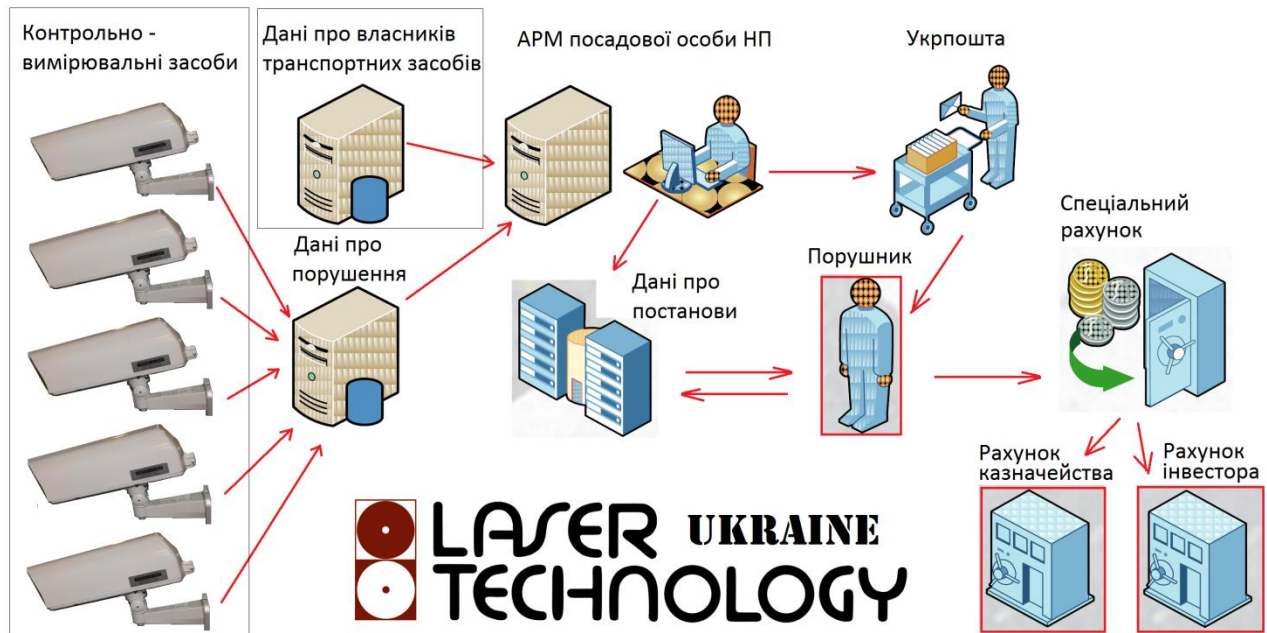 Контрольно -
вимірювальні засоби
Дані про власників
транспортних засобів
АРМ посадової особи НП
Укрпошта
Дані про
порушення
Дані про
постанови
Порушник
Спеціальний
рахунок
Рахунок
казначейства
Рахунок
інвестора
LASER UKRAINE
TECHNOLOGY